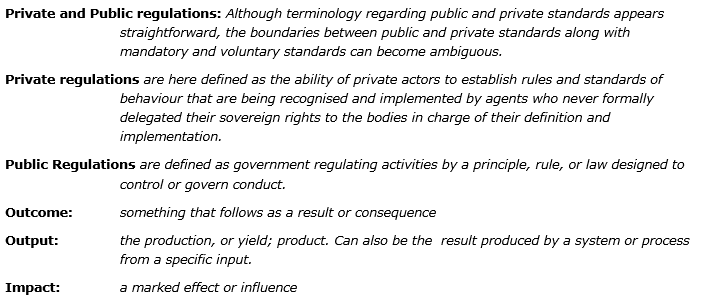 Private and Public regulations: Although terminology regarding public and private standards appears
straightforward, the boundaries between public and private standards along with
mandatory and voluntary standards can become ambiguous.
Private regulations are here defined as the ability of private actors to establish rules and standards of
behaviour that are being recognised and implemented by agents who never formally
delegated their sovereign rights to the bodies in charge of their definition and
implementation.
Public Regulations are defined as government regulating activities by a principle, rule, or law designed to
control or govern conduct.
Outcome: something that follows as a result or consequence
Output: the production, or yield; product. Can also be the result produced by a system or process
from a specific input.
Impact: a marked effect or influence